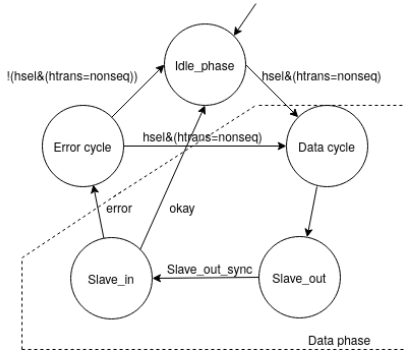 Idle_phase
!(hsel&(htrans=nonseq))
hsel&(htrans=nonseq)
hsel&(htrans=nonseq)
Error cycle
Data cycle
error
okay
Slave_in
Slave_out_sync
Slave_out
Data phase